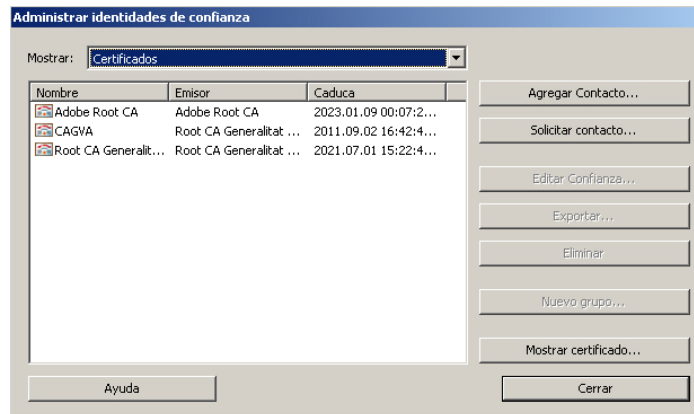 Administrar identidades de confianza
Mostrar: Certificados
Nombre Emisor Caduca
Adobe Root CA Adobe Root CA 2023.01.09 00:07:2...
CAGVA Root CA Generalitat ... 2011.09.02 16:42:4...
Root CA Generalit... Root CA Generalitat ... 2021.07.01 15:22:4...
Agregar Contacto...
Solicitar contacto...
Editar Confianza...
Exportar...
Eliminar
Nuevo grupo...
Mostrar certificado...
Ayuda
Cerrar